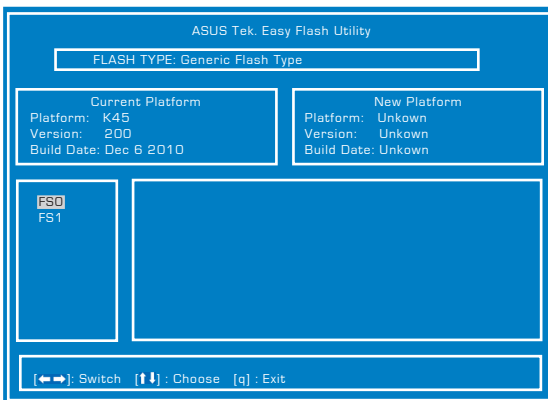 ASUS Tek. Easy Flash Utility
FLASH TYPE: Generic Flash Type
Current Platform
Platform: K45
Version: 200
Build Date: Dec 6 2010
New Platform
Platform: Unkown
Version: Unkown
Build Date: Unkown
FS0
FS1
[⬅➡]: Switch [⬆⬇] : Choose [q] : Exit